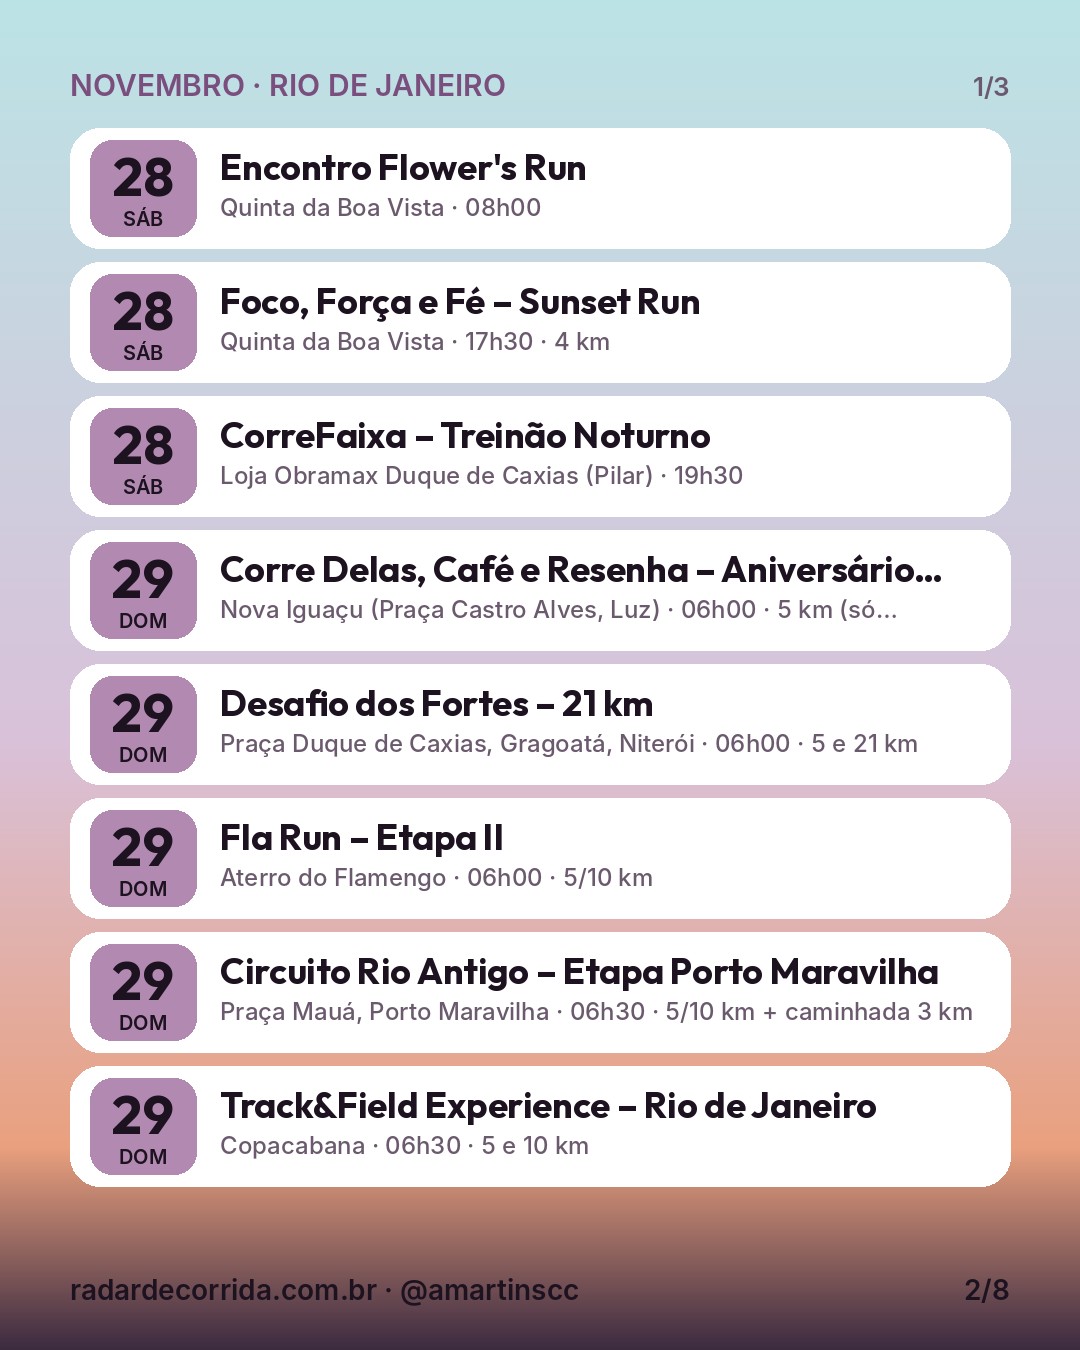 NOVEMBRO · RIO DE JANEIRO
1/3
28
SÁB
Encontro Flower's Run
Quinta da Boa Vista · 08h00
28
SÁB
Foco, Força e Fé – Sunset Run
Quinta da Boa Vista · 17h30 · 4 km
28
SÁB
CorreFaixa – Treinão Noturno
Loja Obramax Duque de Caxias (Pilar) · 19h30
29
DOM
Corre Delas, Café e Resenha – Aniversário...
Nova Iguaçu (Praça Castro Alves, Luz) · 06h00 · 5 km (só...
29
DOM
Desafio dos Fortes – 21 km
Praça Duque de Caxias, Gragoatá, Niterói · 06h00 · 5 e 21 km
29
DOM
Fla Run – Etapa II
Aterro do Flamengo · 06h00 · 5/10 km
29
DOM
Circuito Rio Antigo – Etapa Porto Maravilha
Praça Mauá, Porto Maravilha · 06h30 · 5/10 km + caminhada 3 km
29
DOM
Track&Field Experience – Rio de Janeiro
Copacabana · 06h30 · 5 e 10 km
radardecorrida.com.br · @amartinscc
2/8